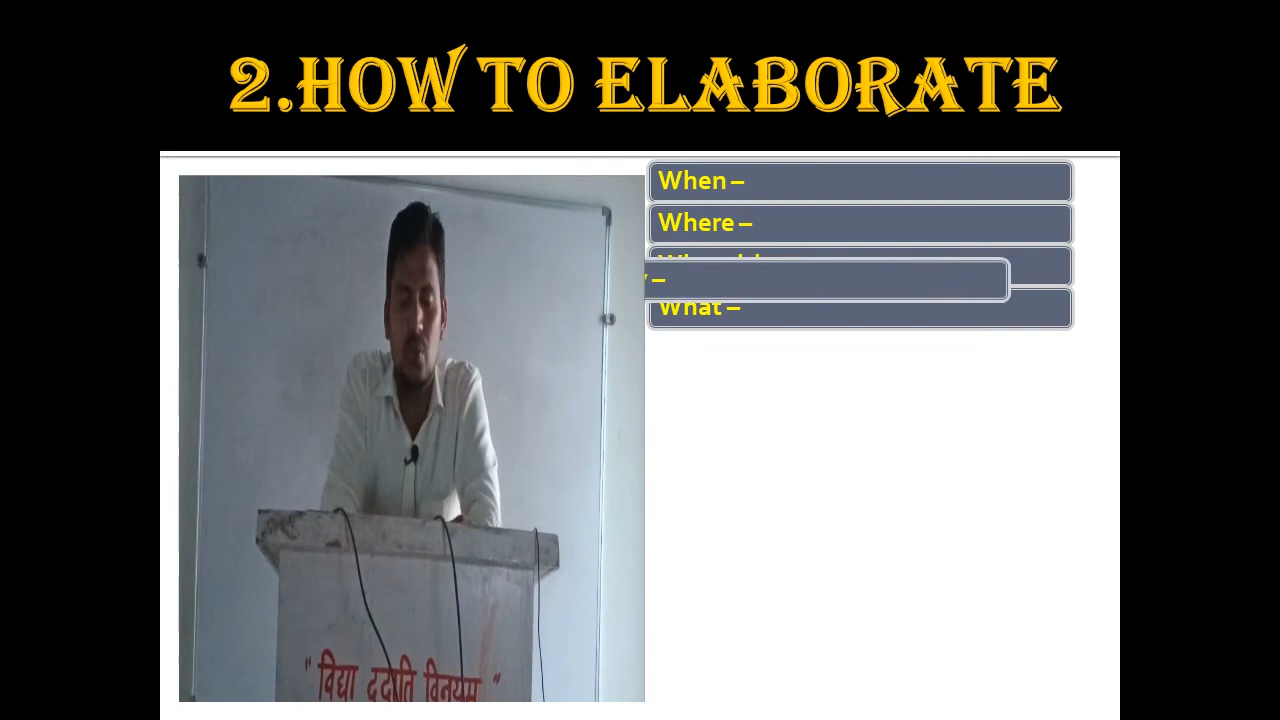 2.HOW TO ELABORATE
When –
Where –
–
What –
" विद्या ददाति विनयम "